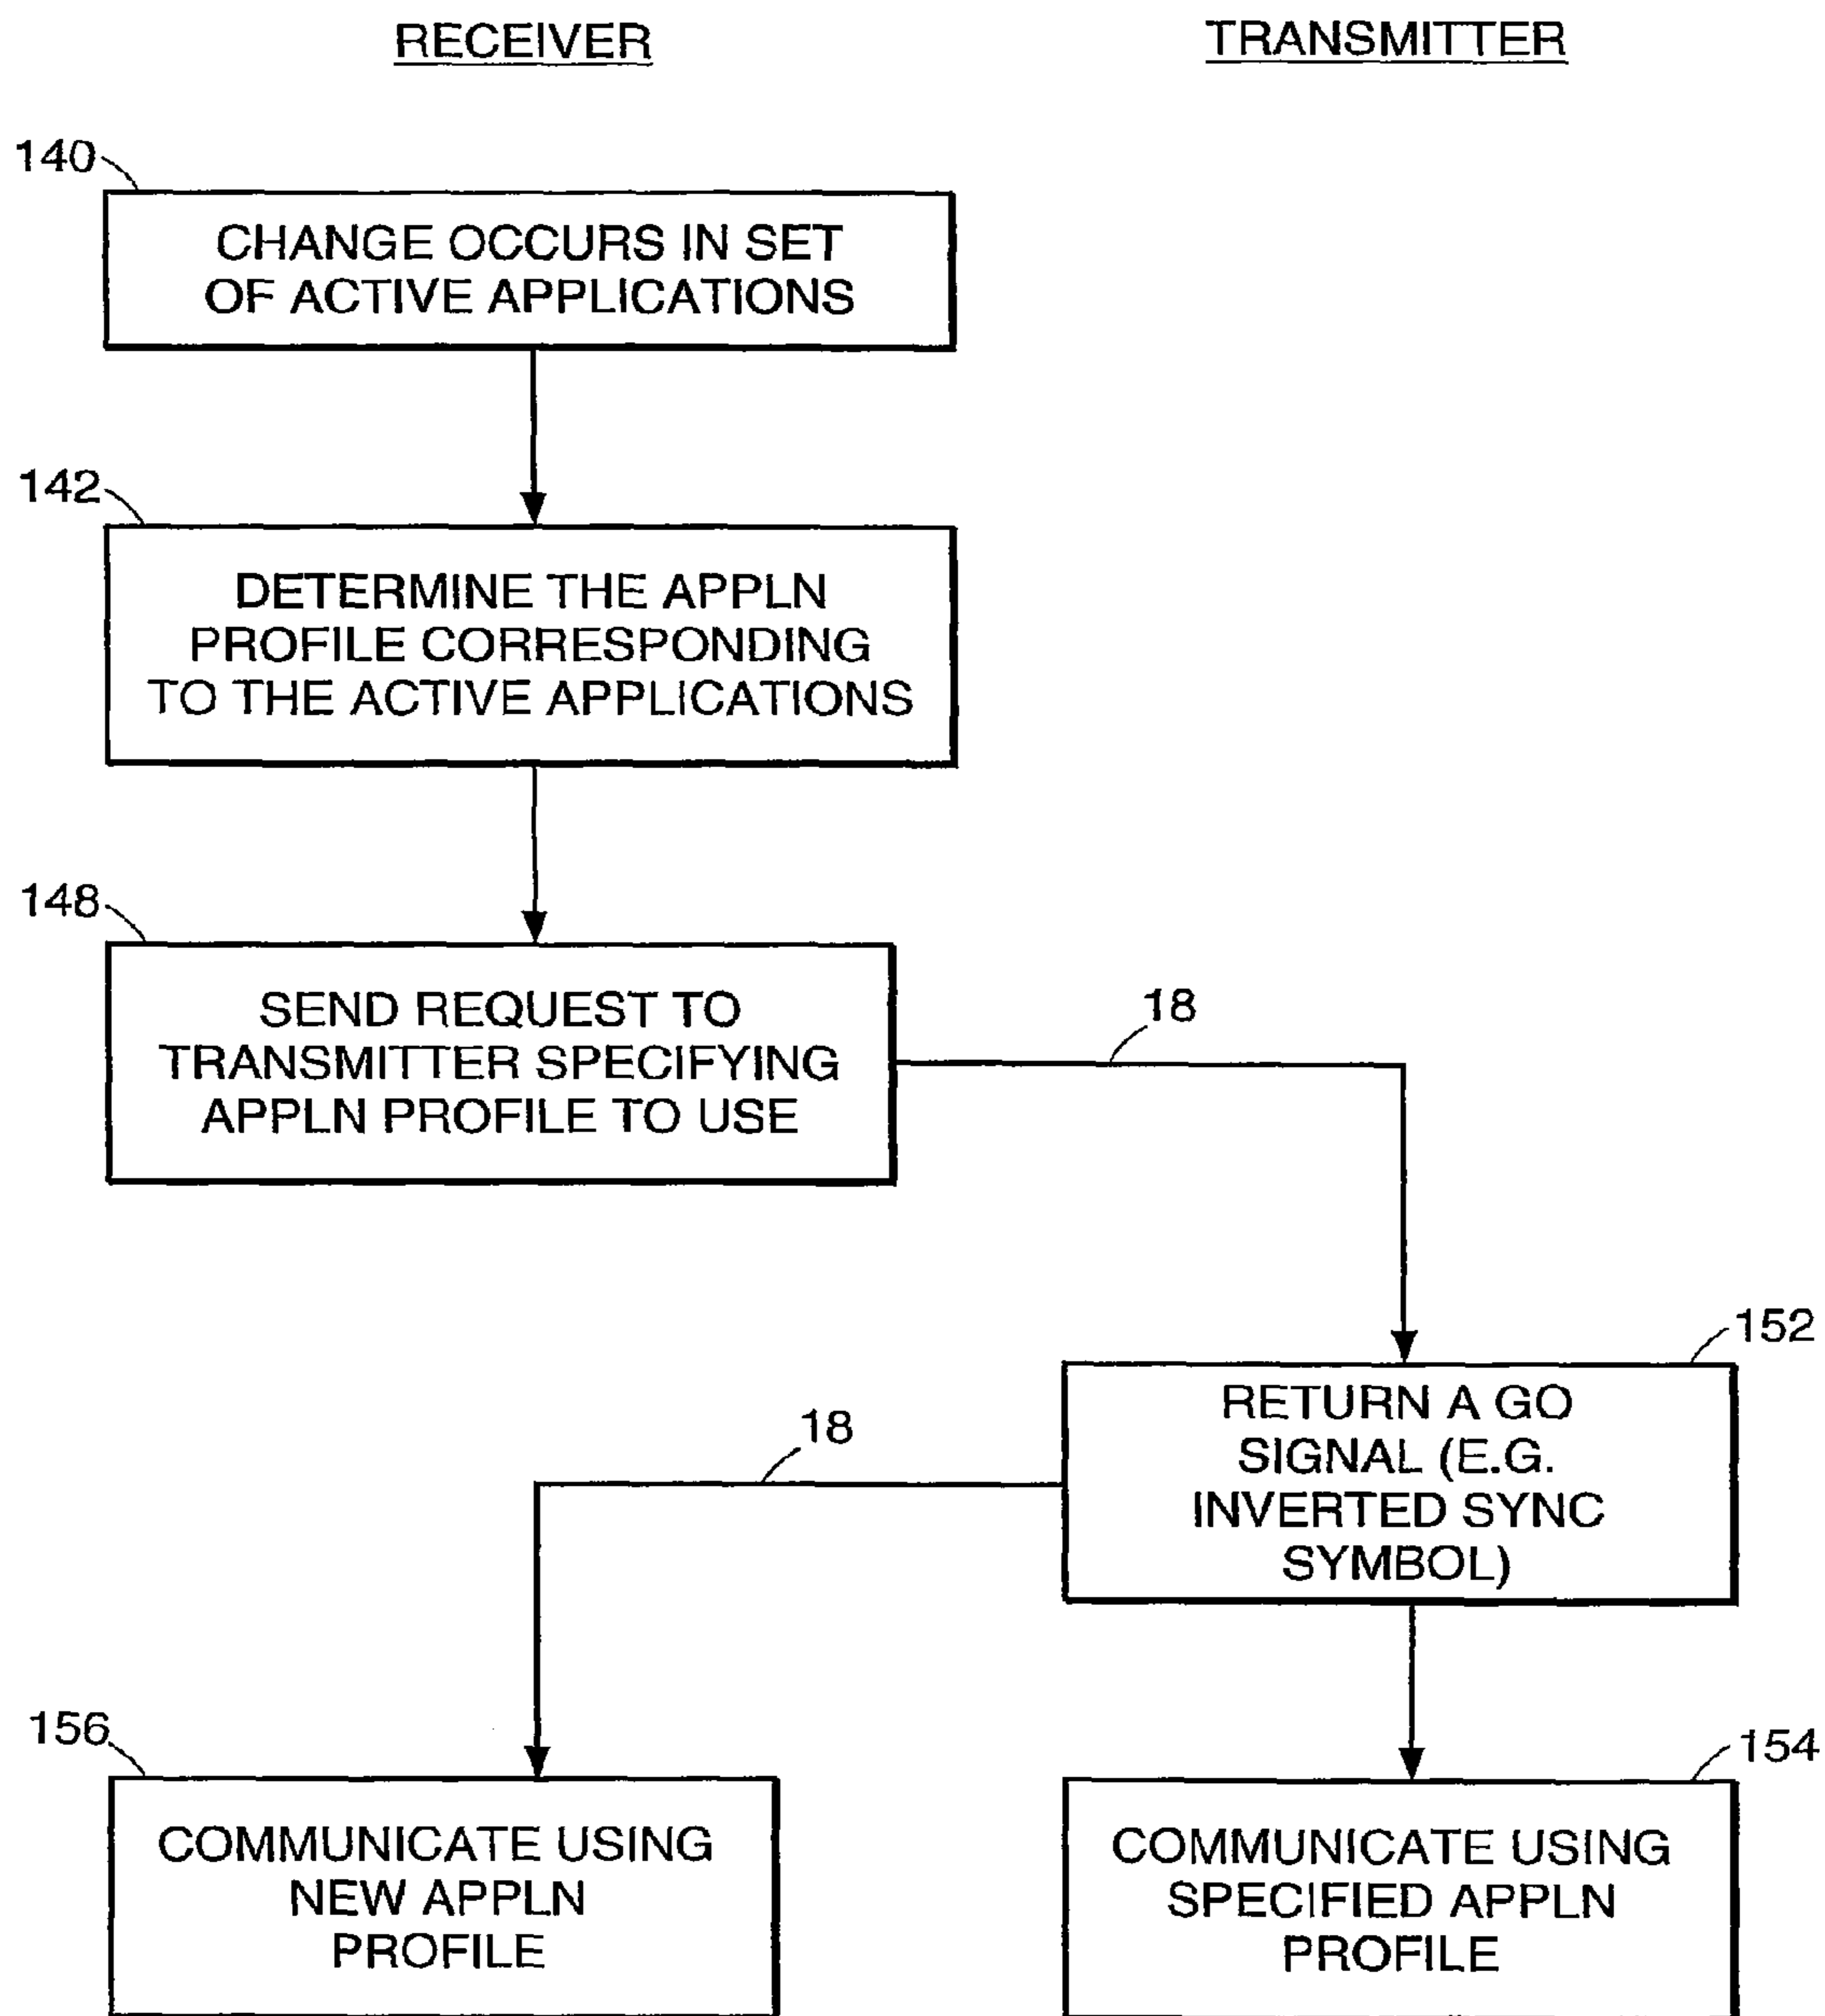 RECEIVER
TRANSMITTER
140
CHANGE OCCURS IN SET
OF ACTIVE APPLICATIONS
142
DETERMINE THE APPLN
PROFILE CORRESPONDING
TO THE ACTIVE APPLICATIONS
148
SEND REQUEST TO
TRANSMITTER SPECIFYING
APPLN PROFILE TO USE
18
152
RETURN A GO
SIGNAL (E.G.
INVERTED SYNC
SYMBOL)
18
156
COMMUNICATE USING
NEW APPLN
PROFILE
154
COMMUNICATE USING
SPECIFIED APPLN
PROFILE